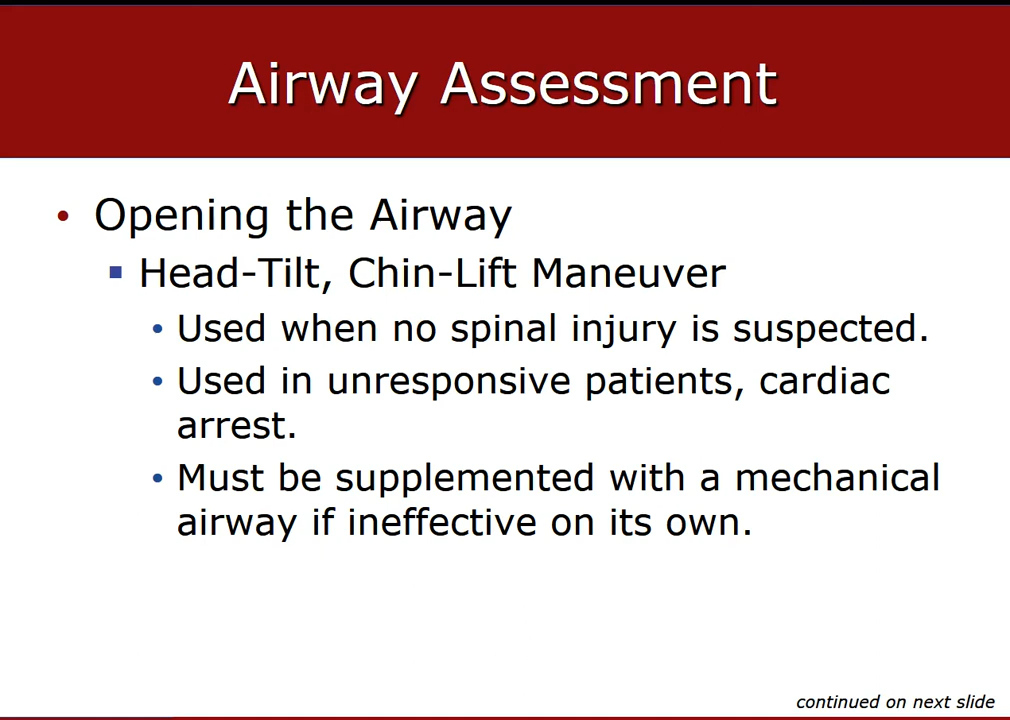 Airway Assessment
• Opening the Airway
▪ Head-Tilt, Chin-Lift Maneuver
• Used when no spinal injury is suspected.
• Used in unresponsive patients, cardiac
arrest.
• Must be supplemented with a mechanical
airway if ineffective on its own.
continued on next slide